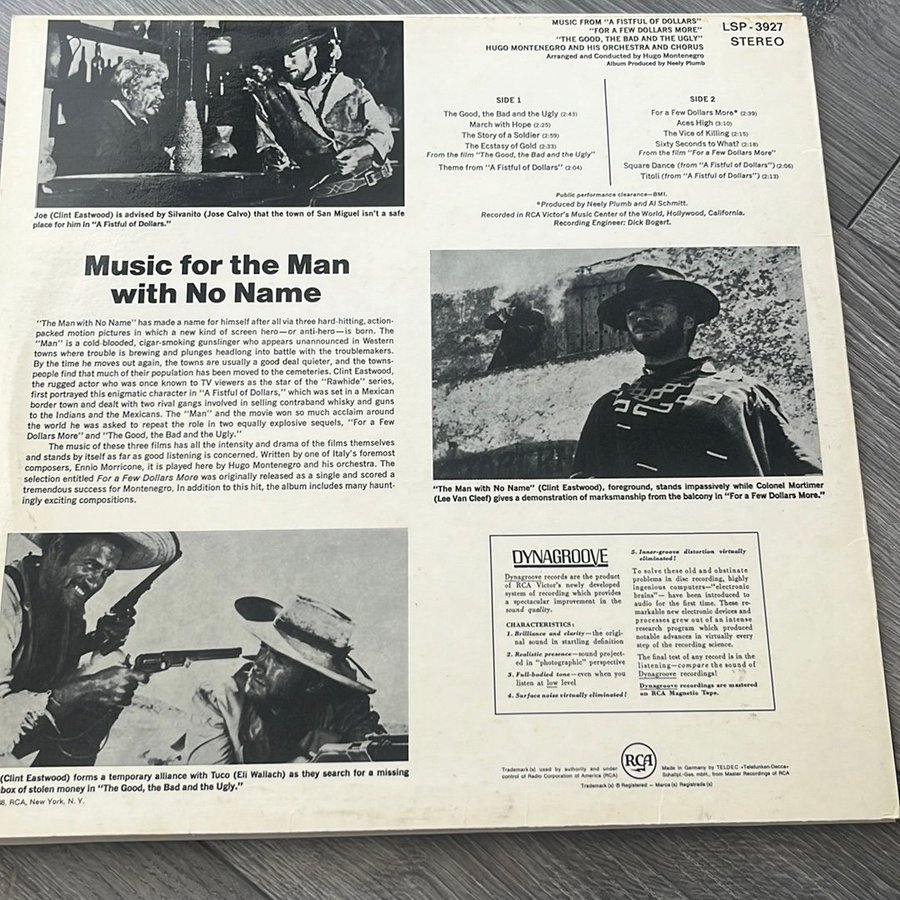 MUSIC FROM "A FISTFUL OF DOLLARS"
"FOR A FEW DOLLARS MORE"
"THE GOOD, THE BAD AND THE UGLY"
HUGO MONTENEGRO AND HIS ORCHESTRA AND CHORUS
Arranged and Conducted by Hugo Montenegro
Album Produced by Neely Plumb
LSP-3927
STEREO
SIDE 1
The Good, the Bad and the Ugly (2:43)
March with Hope (2:25)
The Story of a Soldier (2:59)
The Ecstasy of Gold (2:33)
From the film "The Good, the Bad and the Ugly"
Theme from "A Fistful of Dollars" (2:04)
SIDE 2
For a Few Dollars More* (2:39)
Aces High (3:10)
The Vice of Killing (2:15)
Sixty Seconds to What? (2:18)
From the film "For a Few Dollars More"
Square Dance (from "A Fistful of Dollars") (2:06)
Titoli (from "A Fistful of Dollars") (2:13)
Public performance clearance—BMI.
*Produced by Neely Plumb and Al Schmitt.
Recorded in RCA Victor's Music Center of the World, Hollywood, California.
Recording Engineer: Dick Bogert.
Joe (Clint Eastwood) is advised by Silvanito (Jose Calvo) that the town of San Miguel isn't a safe
place for him in "A Fistful of Dollars."
Music for the Man
with No Name
"The Man with No Name" has made a name for himself after all via three hard-hitting, action-
packed motion pictures in which a new kind of screen hero—or anti-hero—is born. The
"Man" is a cold-blooded, cigar-smoking gunslinger who appears unannounced in Western
towns where trouble is brewing and plunges headlong into battle with the troublemakers.
By the time he moves out again, the towns are usually a good deal quieter, and the towns-
people find that much of their population has been moved to the cemeteries. Clint Eastwood,
the rugged actor who was once known to TV viewers as the star of the "Rawhide" series,
first portrayed this enigmatic character in "A Fistful of Dollars," which was set in a Mexican
border town and dealt with two rival gangs involved in selling contraband whisky and guns
to the Indians and the Mexicans. The "Man" and the movie won so much acclaim around
the world he was asked to repeat the role in two equally explosive sequels, "For a Few
Dollars More" and "The Good, the Bad and the Ugly."
The music of these three films has all the intensity and drama of the films themselves
and stands by itself as far as good listening is concerned. Written by one of Italy's foremost
composers, Ennio Morricone, it is played here by Hugo Montenegro and his orchestra. The
selection entitled For a Few Dollars More was originally released as a single and scored a
tremendous success for Montenegro. In addition to this hit, the album includes many haunt-
ingly exciting compositions.
"The Man with No Name" (Clint Eastwood), foreground, stands impassively while Colonel Mortimer
(Lee Van Cleef) gives a demonstration of marksmanship from the balcony in "For a Few Dollars More."
DYNAGROOVE
Dynagroove records are the product
of RCA Victor's newly developed
system of recording which provides
a spectacular improvement in the
sound quality.
CHARACTERISTICS:
1. Brilliance and clarity—the origi-
nal sound in startling definition
2. Realistic presence—sound project-
ed in "photographic" perspective
3. Full-bodied tone—even when you
listen at low level
4. Surface noise virtually eliminated!
5. Inner-groove distortion virtually
eliminated!
To solve these old and obstinate
problems in disc recording, highly
ingenious computers—"electronic
brains"—have been introduced to
audio for the first time. These re-
markable new electronic devices and
processes grew out of an intense
research program which produced
notable advances in virtually every
step of the recording science.
The final test of any record is in the
listening—compare the sound of
Dynagroove recordings!
Dynagroove recordings are mastered
on RCA Magnetic Tape.
(Clint Eastwood) forms a temporary alliance with Tuco (Eli Wallach) as they search for a missing
box of stolen money in "The Good, the Bad and the Ugly."
8, RCA, New York, N. Y.
Trademark(s) used by authority and under
control of Radio Corporation of America (RCA)
RCA
Made in Germany by TELDEC »Telefunken-Decca«
Schallpl.-Ges. mbH., from Master Recordings of RCA
Trademark(s) ® Registered — Marca(s) Registrada(s)